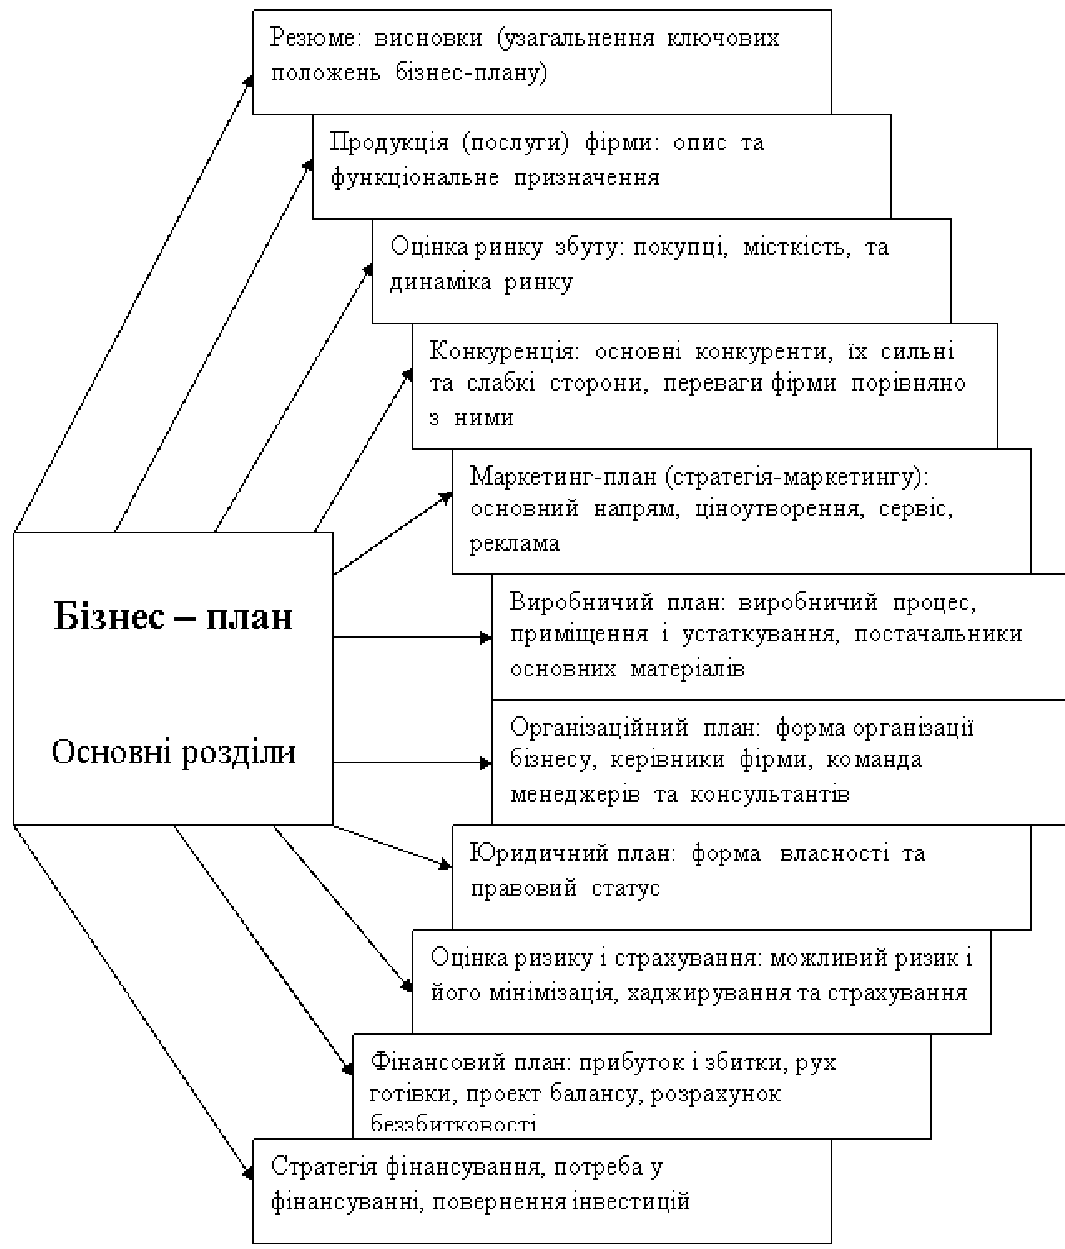 Резюме: висновки (узагальнення ключових
положень бізнес-плану)
Продукція (послуги) фірми: опис та
функціональне призначення
Оцінка ринку збуту: покупці, місткість, та
динаміка ринку
Конкуренція: основні конкуренти, їх сильні
та слабкі сторони, переваги фірми порівняно
з ними
Маркетинг-план (стратегія-маркетингу):
основний напрям, ціноутворення, сервіс,
реклама
Бізнес – план
Основні розділи
Виробничий план: виробничий процес,
приміщення і устаткування, постачальники
основних матеріалів
Організаційний план: форма організації
бізнесу, керівники фірми, команда
менеджерів та консультантів
Юридичний план: форма власності та
правовий статус
Оцінка ризику і страхування: можливий ризик і
його мінімізація, хаджирування та страхування
Фінансовий план: прибуток і збитки, рух
готівки, проект балансу, розрахунок
беззбитковості
Стратегія фінансування, потреба у
фінансуванні, повернення інвестицій